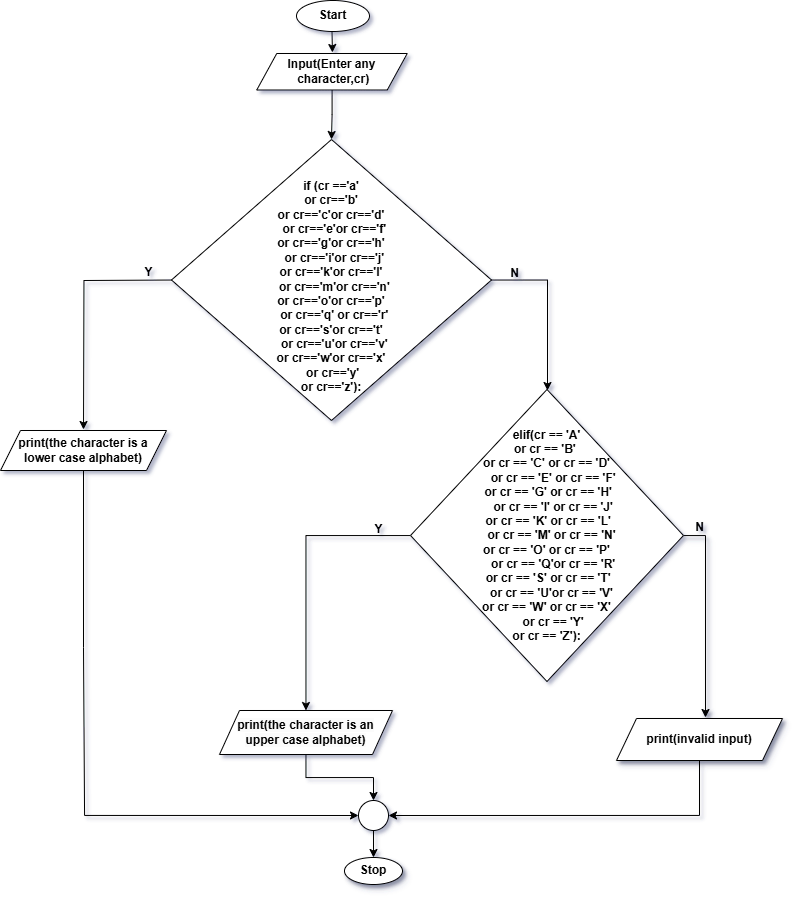 Start
Input(Enter any
character,cr)
if (cr =='a'
or cr=='b'
or cr=='c'or cr=='d'
or cr=='e'or cr=='f'
or cr=='g'or cr=='h'
or cr=='i'or cr=='j'
or cr=='k'or cr=='l'
or cr=='m'or cr=='n'
or cr=='o'or cr=='p'
or cr=='q' or cr=='r'
or cr=='s'or cr=='t'
or cr=='u'or cr=='v'
or cr=='w'or cr=='x'
or cr=='y'
or cr=='z'):
Y
N
print(the character is a
lower case alphabet)
elif(cr == 'A'
or cr == 'B'
or cr == 'C' or cr == 'D'
or cr == 'E' or cr == 'F'
or cr == 'G' or cr == 'H'
or cr == 'I' or cr == 'J'
or cr == 'K' or cr == 'L'
or cr == 'M' or cr == 'N'
or cr == 'O' or cr == 'P'
or cr == 'Q'or cr == 'R'
or cr == 'S' or cr == 'T'
or cr == 'U'or cr == 'V'
or cr == 'W' or cr == 'X'
or cr == 'Y'
or cr == 'Z'):
Y
N
print(the character is an
upper case alphabet)
print(invalid input)
Stop